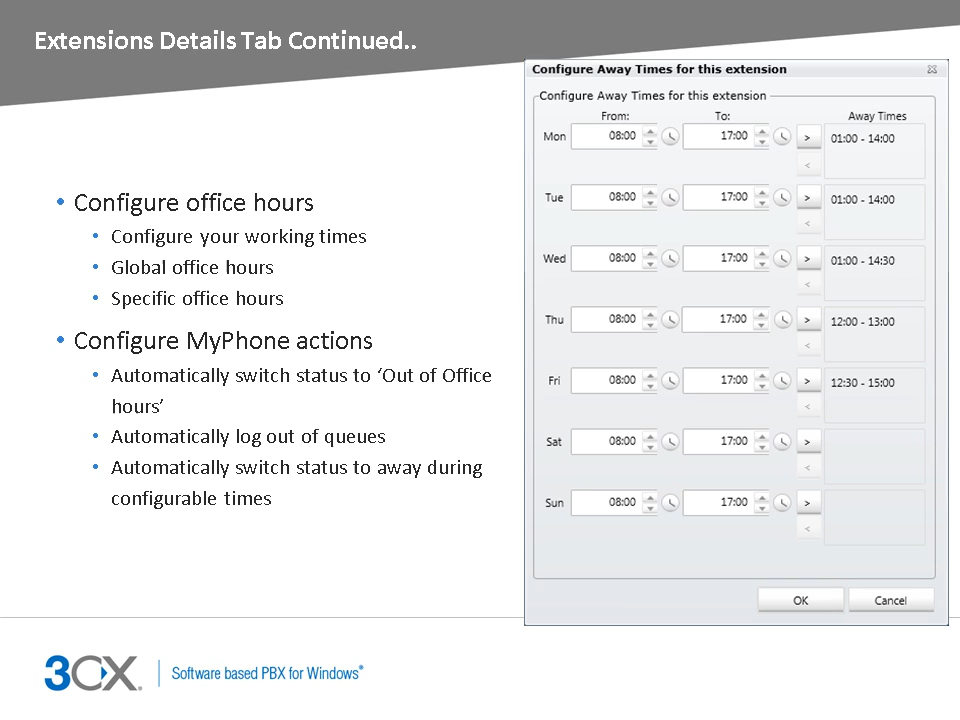 Extensions Details Tab Continued..
• Configure office hours
• Configure your working times
• Global office hours
• Specific office hours
• Configure MyPhone actions
• Automatically switch status to ‘Out of Office
hours’
• Automatically log out of queues
• Automatically switch status to away during
configurable times
Configure Away Times for this extension
Configure Away Times for this extension
From: To: Away Times
Mon 08:00 17:00 > 01:00 - 14:00
<
Tue 08:00 17:00 > 01:00 - 14:00
<
Wed 08:00 17:00 > 01:00 - 14:30
<
Thu 08:00 17:00 > 12:00 - 13:00
<
Fri 08:00 17:00 > 12:30 - 15:00
<
Sat 08:00 17:00 >
<
Sun 08:00 17:00 >
<
OK Cancel
3CX® Software based PBX for Windows®